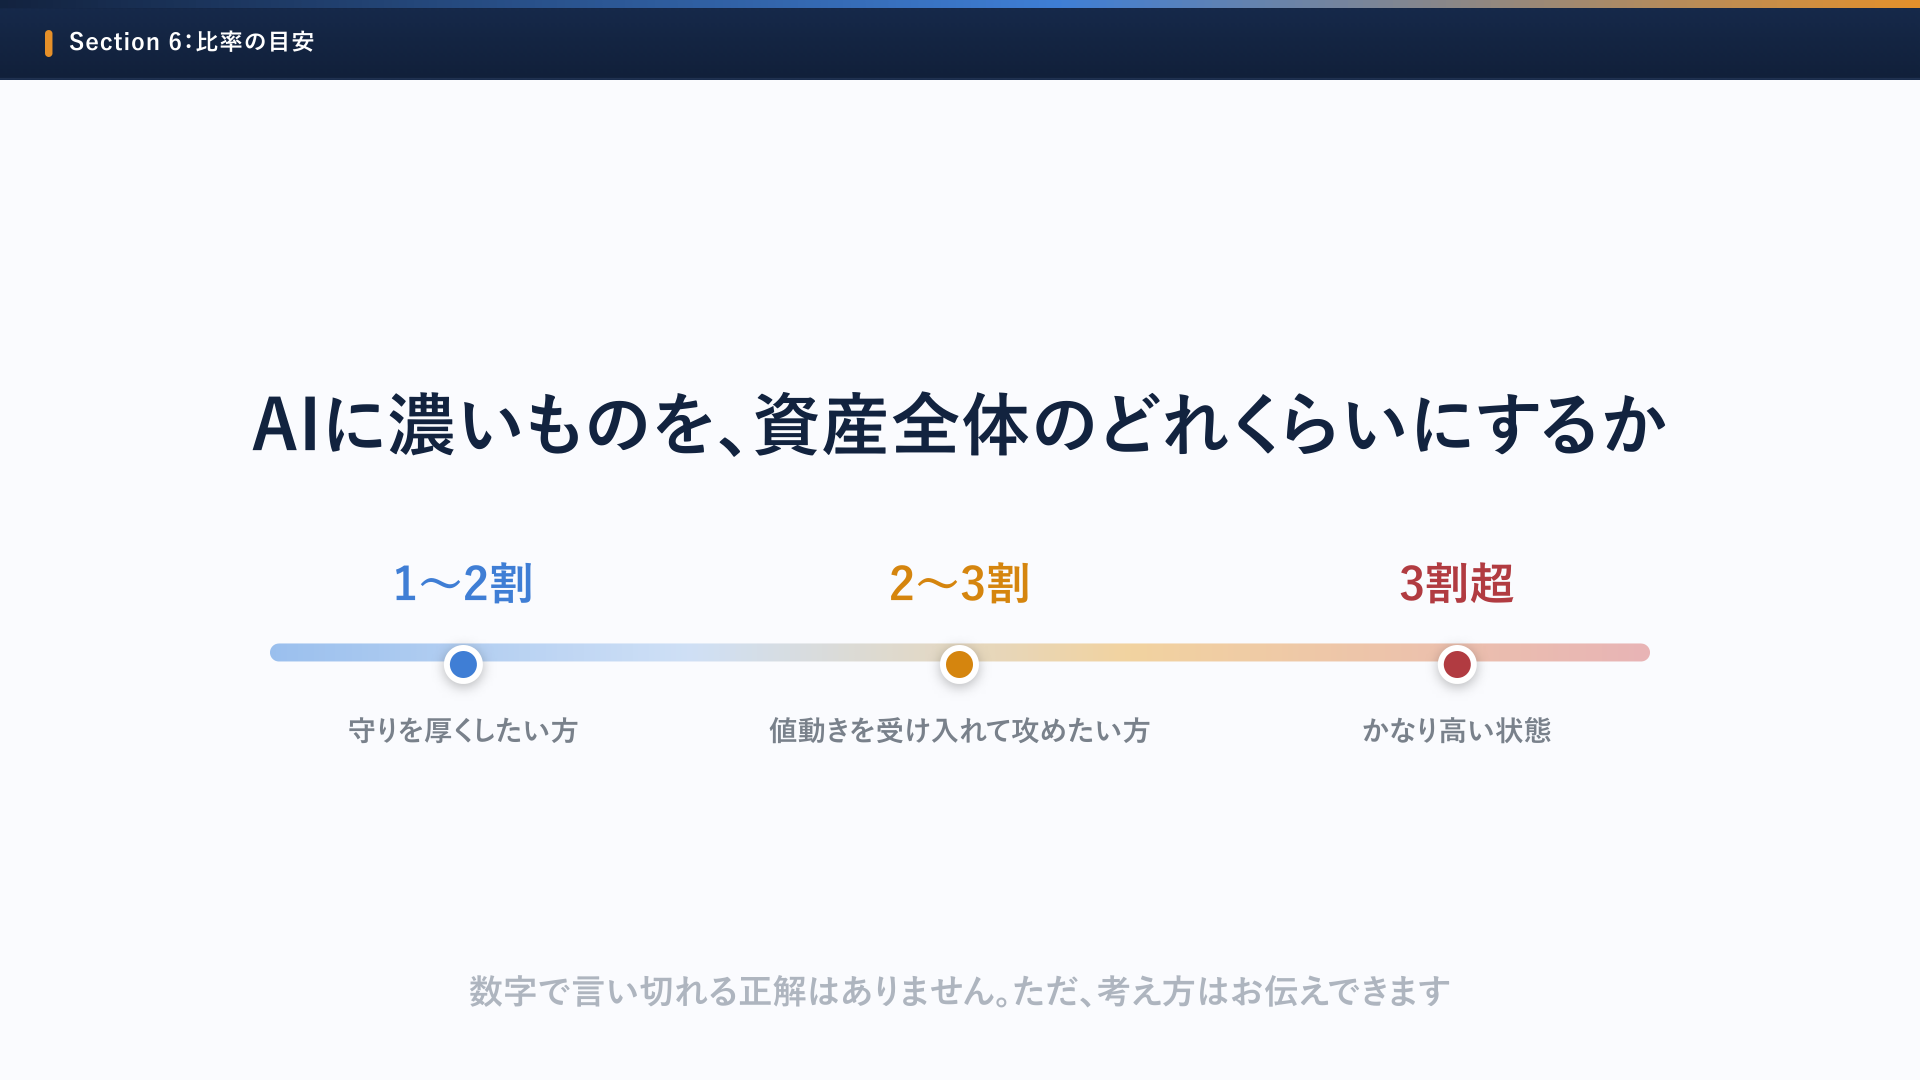 Section 6：比率の目安
AIに濃いものを、資産全体のどれくらいにするか
1〜2割
2〜3割
3割超
守りを厚くしたい方
値動きを受け入れて攻めたい方
かなり高い状態
数字で言い切れる正解はありません。ただ、考え方はお伝えできます